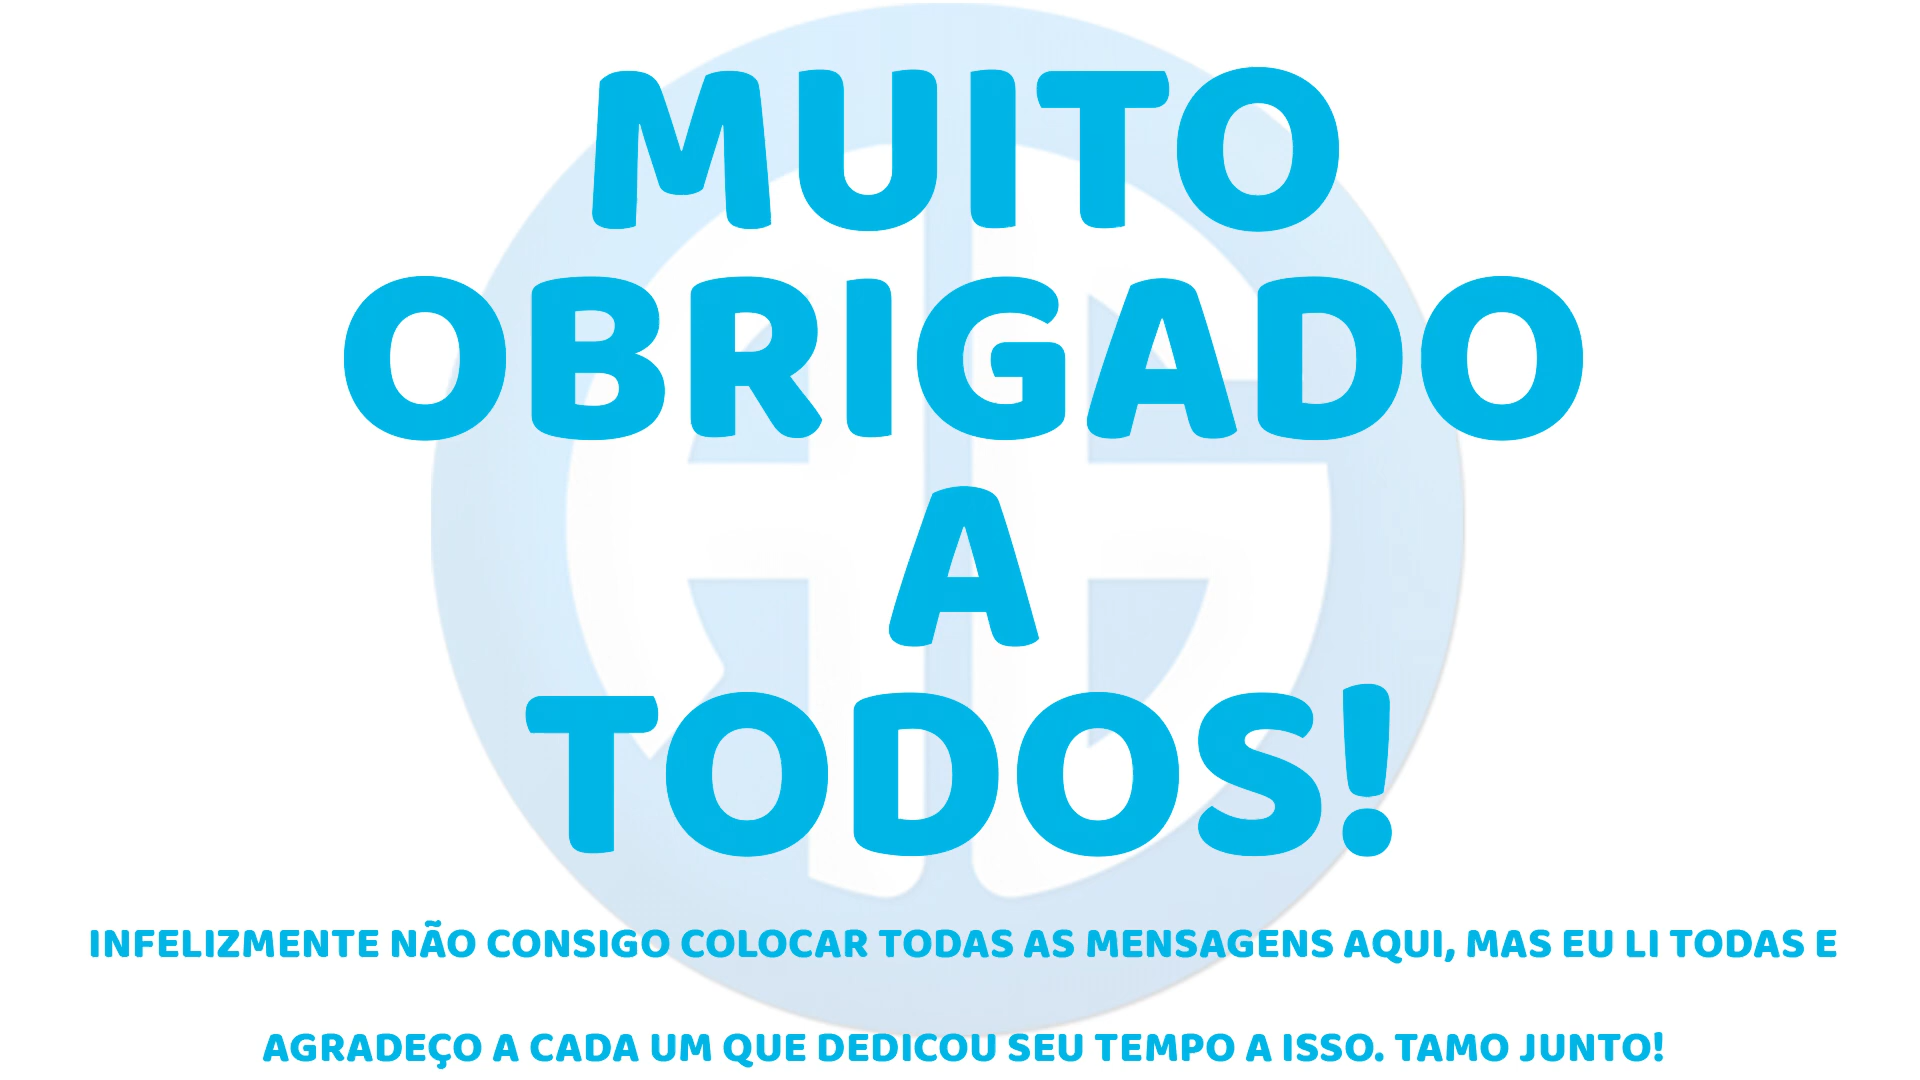 MUITO
OBRIGADO
A
TODOS!
INFELIZMENTE NÃO CONSIGO COLOCAR TODAS AS MENSAGENS AQUI, MAS EU LI TODAS E
AGRADEÇO A CADA UM QUE DEDICOU SEU TEMPO A ISSO. TAMO JUNTO!